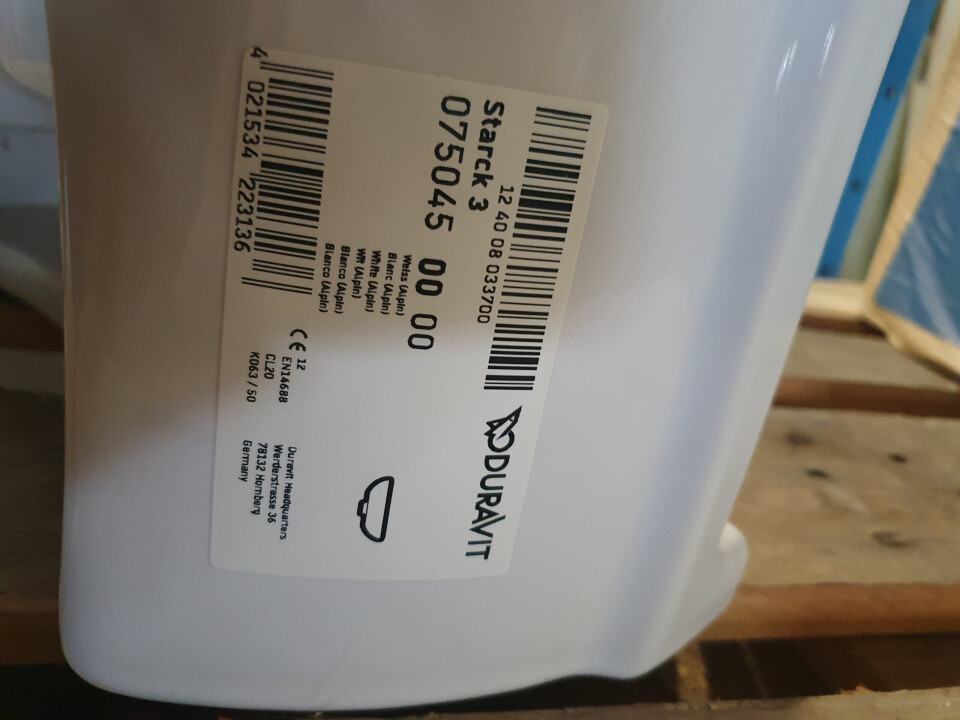 12 40 08 033700
DURAVIT
Starck 3
075045 00 00
Weiss (Alpin)
Blanc (Alpin)
White (Alpin)
Wit (Alpin)
Bianco (Alpin)
Blanco (Alpin)
4 021534 223136
CE 12
EN14688
CL20
K063 / 50
Duravit Headquarters
Werderstrasse 36
78132 Hornberg
Germany